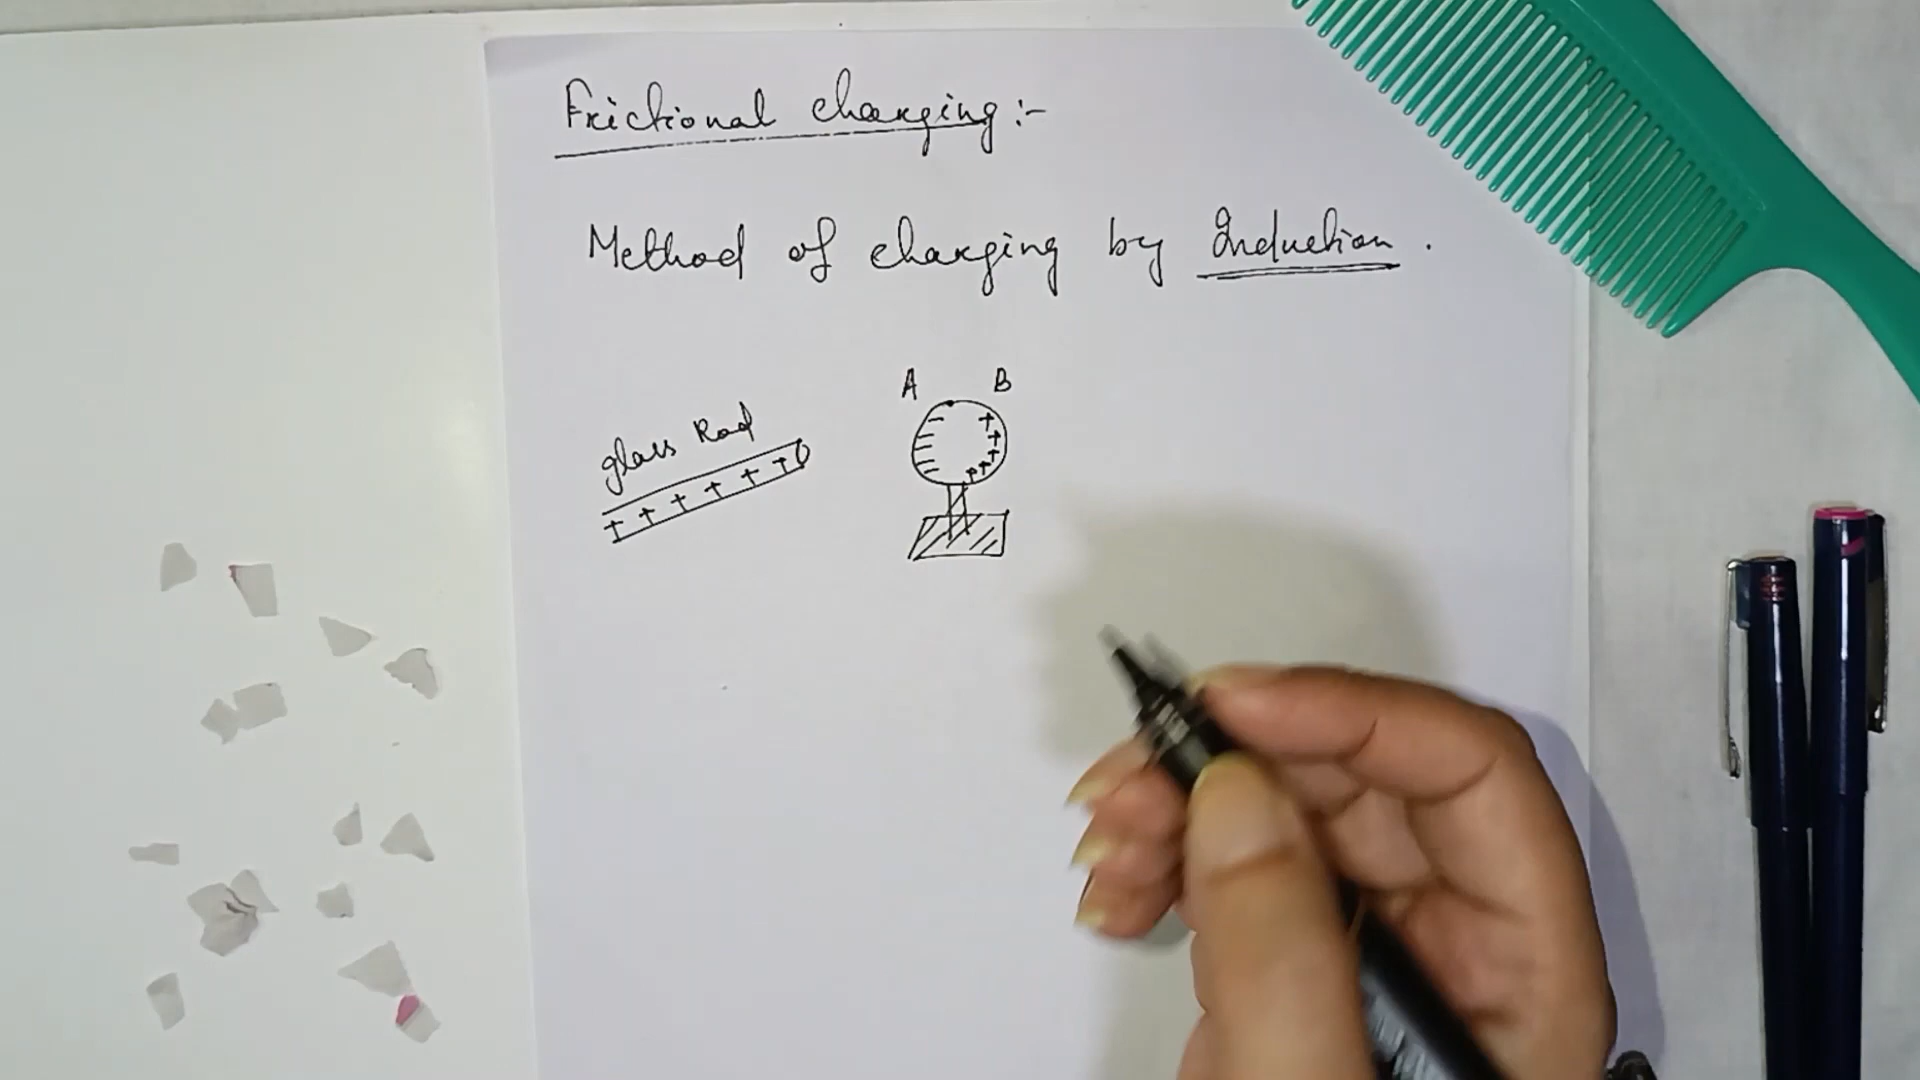 Frictional charging :-
Method of charging by Induction .
A B
glass Rod
+ + + + + +